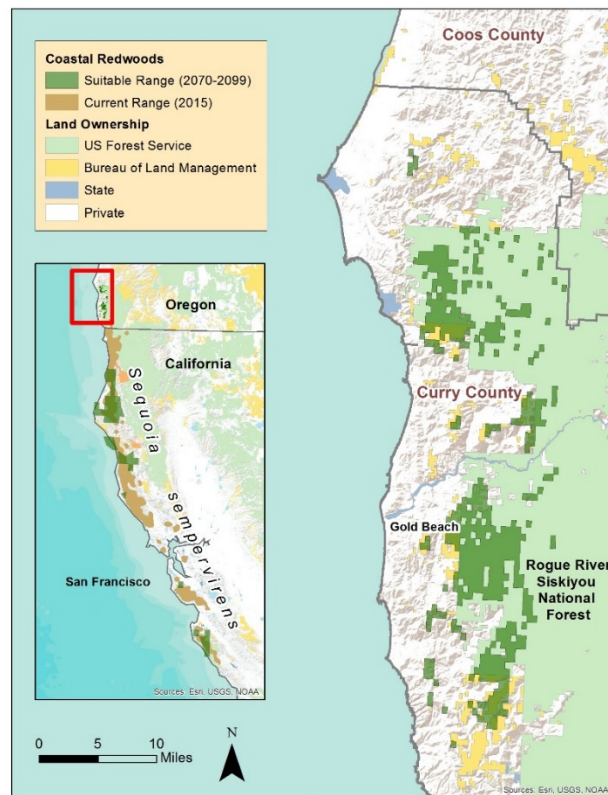 Coastal Redwoods
Suitable Range (2070-2099)
Current Range (2015)
Land Ownership
US Forest Service
Bureau of Land Management
State
Private
Oregon
California
Sequoia
sempervirens
San Francisco
Sources: Esri, USGS, NOAA
0 5 10
Miles
N
Coos County
Curry County
Gold Beach
Rogue River
Siskiyou
National
Forest
Sources: Esri, USGS, NOAA